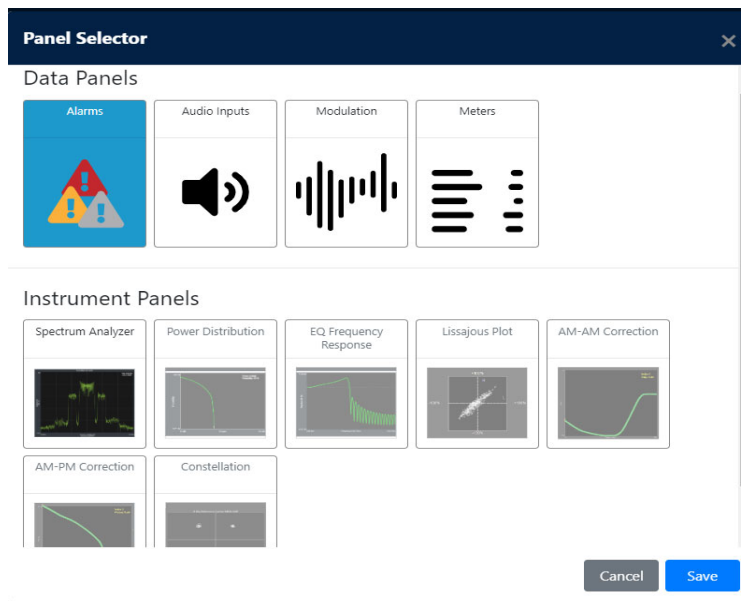 Panel Selector
×
Data Panels
Alarms
Audio Inputs
Modulation
Meters
Instrument Panels
Spectrum Analyzer
Power Distribution
EQ Frequency
Response
Lissajous Plot
AM-AM Correction
AM-PM Correction
Constellation
Cancel
Save